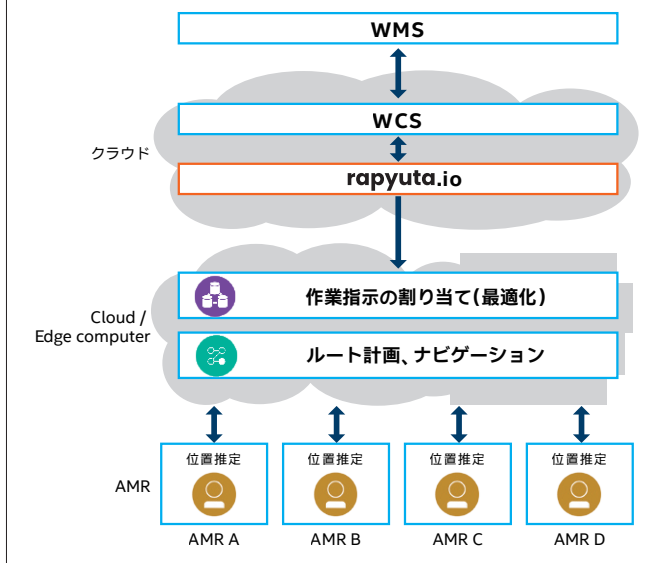 WMS
WCS
クラウド
rapyuta.io
作業指示の割り当て(最適化)
Cloud /
Edge computer
ルート計画、ナビゲーション
位置推定 位置推定 位置推定 位置推定
AMR
AMR A AMR B AMR C AMR D